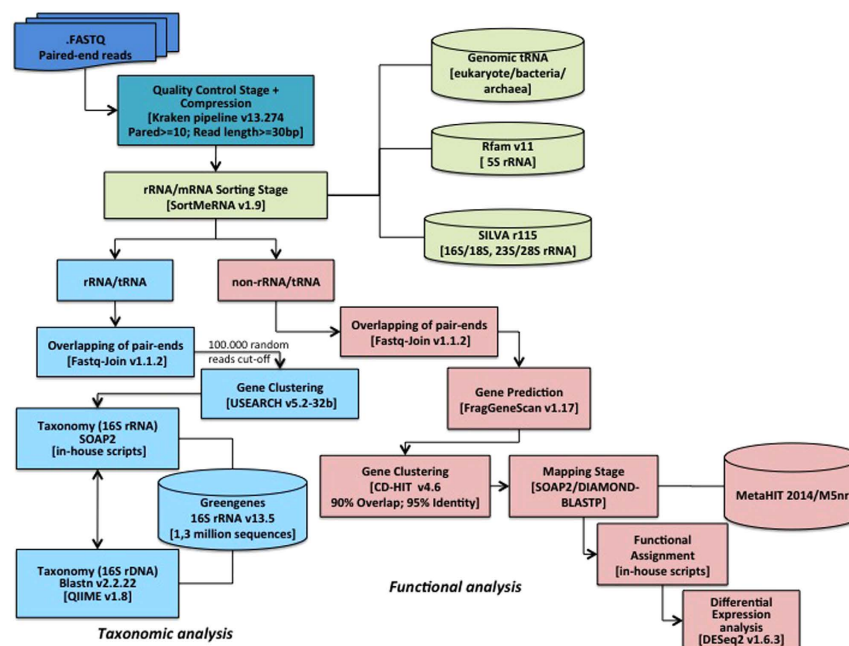 .FASTQ
Paired-end reads
Quality Control Stage +
Compression
[Kraken pipeline v13.274
Pared>=10; Read length>=30bp]
Genomic tRNA
[eukaryote/bacteria/
archaea]
Rfam v11
[ 5S rRNA]
rRNA/mRNA Sorting Stage
[SortMeRNA v1.9]
SILVA r115
[16S/18S, 23S/28S rRNA]
rRNA/tRNA
non-rRNA/tRNA
Overlapping of pair-ends
[Fastq-Join v1.1.2]
100.000 random
reads cut-off
Overlapping of pair-ends
[Fastq-Join v1.1.2]
Gene Clustering
[USEARCH v5.2-32b]
Gene Prediction
[FragGeneScan v1.17]
Taxonomy (16S rRNA)
SOAP2
[in-house scripts]
Gene Clustering
[CD-HIT v4.6
90% Overlap; 95% Identity]
Mapping Stage
[SOAP2/DIAMOND-
BLASTP]
MetaHIT 2014/M5nr
Greengenes
16S rRNA v13.5
[1,3 million sequences]
Functional
Assignment
[in-house scripts]
Taxonomy (16S rDNA)
Blastn v2.2.22
[QIIME v1.8]
Functional analysis
Differential
Expression
analysis
[DESeq2 v1.6.3]
Taxonomic analysis